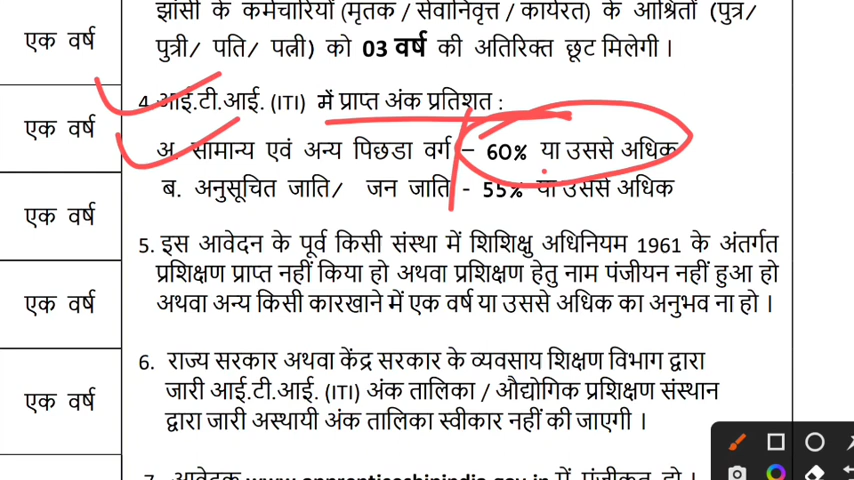 झांसी के कर्मचारियों (मृतक / सेवानिवृत्त / कार्यरत) के आश्रितों (पुत्र/
एक वर्ष
पुत्री/ पति/ पत्नी) को 03 वर्ष की अतिरिक्त छूट मिलेगी ।
4. आई.टी.आई. (ITI) में प्राप्त अंक प्रतिशत :
एक वर्ष
अ. सामान्य एवं अन्य पिछडा वर्ग – 60% या उससे अधिक
ब. अनुसूचित जाति/ जन जाति - 55% या उससे अधिक
एक वर्ष
5. इस आवेदन के पूर्व किसी संस्था में शिशिक्षु अधिनियम 1961 के अंतर्गत
प्रशिक्षण प्राप्त नहीं किया हो अथवा प्रशिक्षण हेतु नाम पंजीयन नहीं हुआ हो
एक वर्ष
अथवा अन्य किसी कारखाने में एक वर्ष या उससे अधिक का अनुभव ना हो ।
6. राज्य सरकार अथवा केंद्र सरकार के व्यवसाय शिक्षण विभाग द्वारा
जारी आई.टी.आई. (ITI) अंक तालिका / औद्योगिक प्रशिक्षण संस्थान
एक वर्ष
द्वारा जारी अस्थायी अंक तालिका स्वीकार नहीं की जाएगी ।
7. आवेदक www.apprenticeshipindia.gov.in में पंजीकृत हो ।